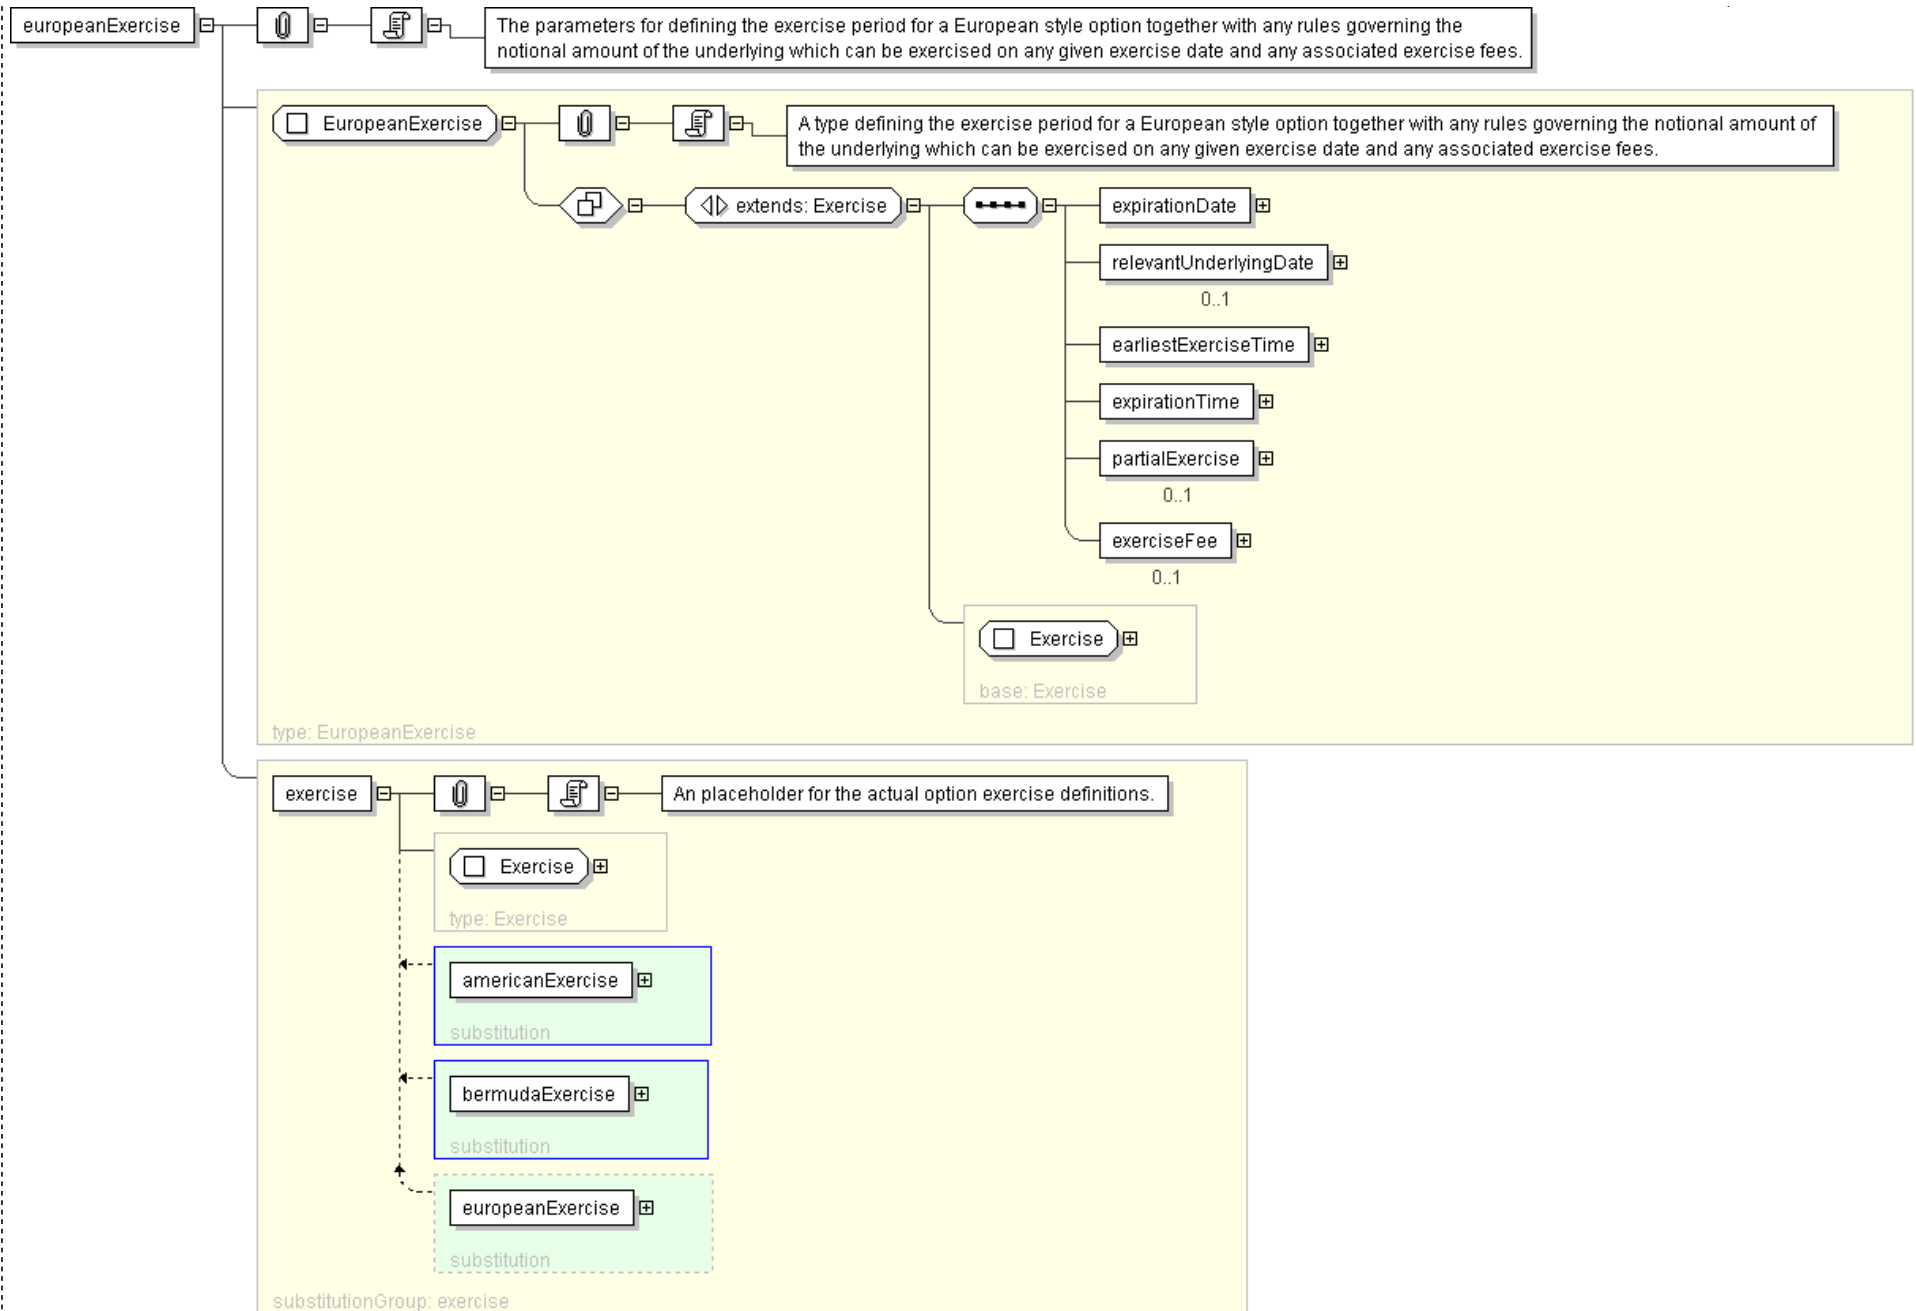 europeanExercise
The parameters for defining the exercise period for a European style option together with any rules governing the
notional amount of the underlying which can be exercised on any given exercise date and any associated exercise fees.
EuropeanExercise
A type defining the exercise period for a European style option together with any rules governing the notional amount of
the underlying which can be exercised on any given exercise date and any associated exercise fees.
extends: Exercise
expirationDate
relevantUnderlyingDate
0..1
earliestExerciseTime
expirationTime
partialExercise
0..1
exerciseFee
0..1
Exercise
base: Exercise
type: EuropeanExercise
exercise
An placeholder for the actual option exercise definitions.
Exercise
type: Exercise
americanExercise
substitution
bermudaExercise
substitution
europeanExercise
substitution
substitutionGroup: exercise